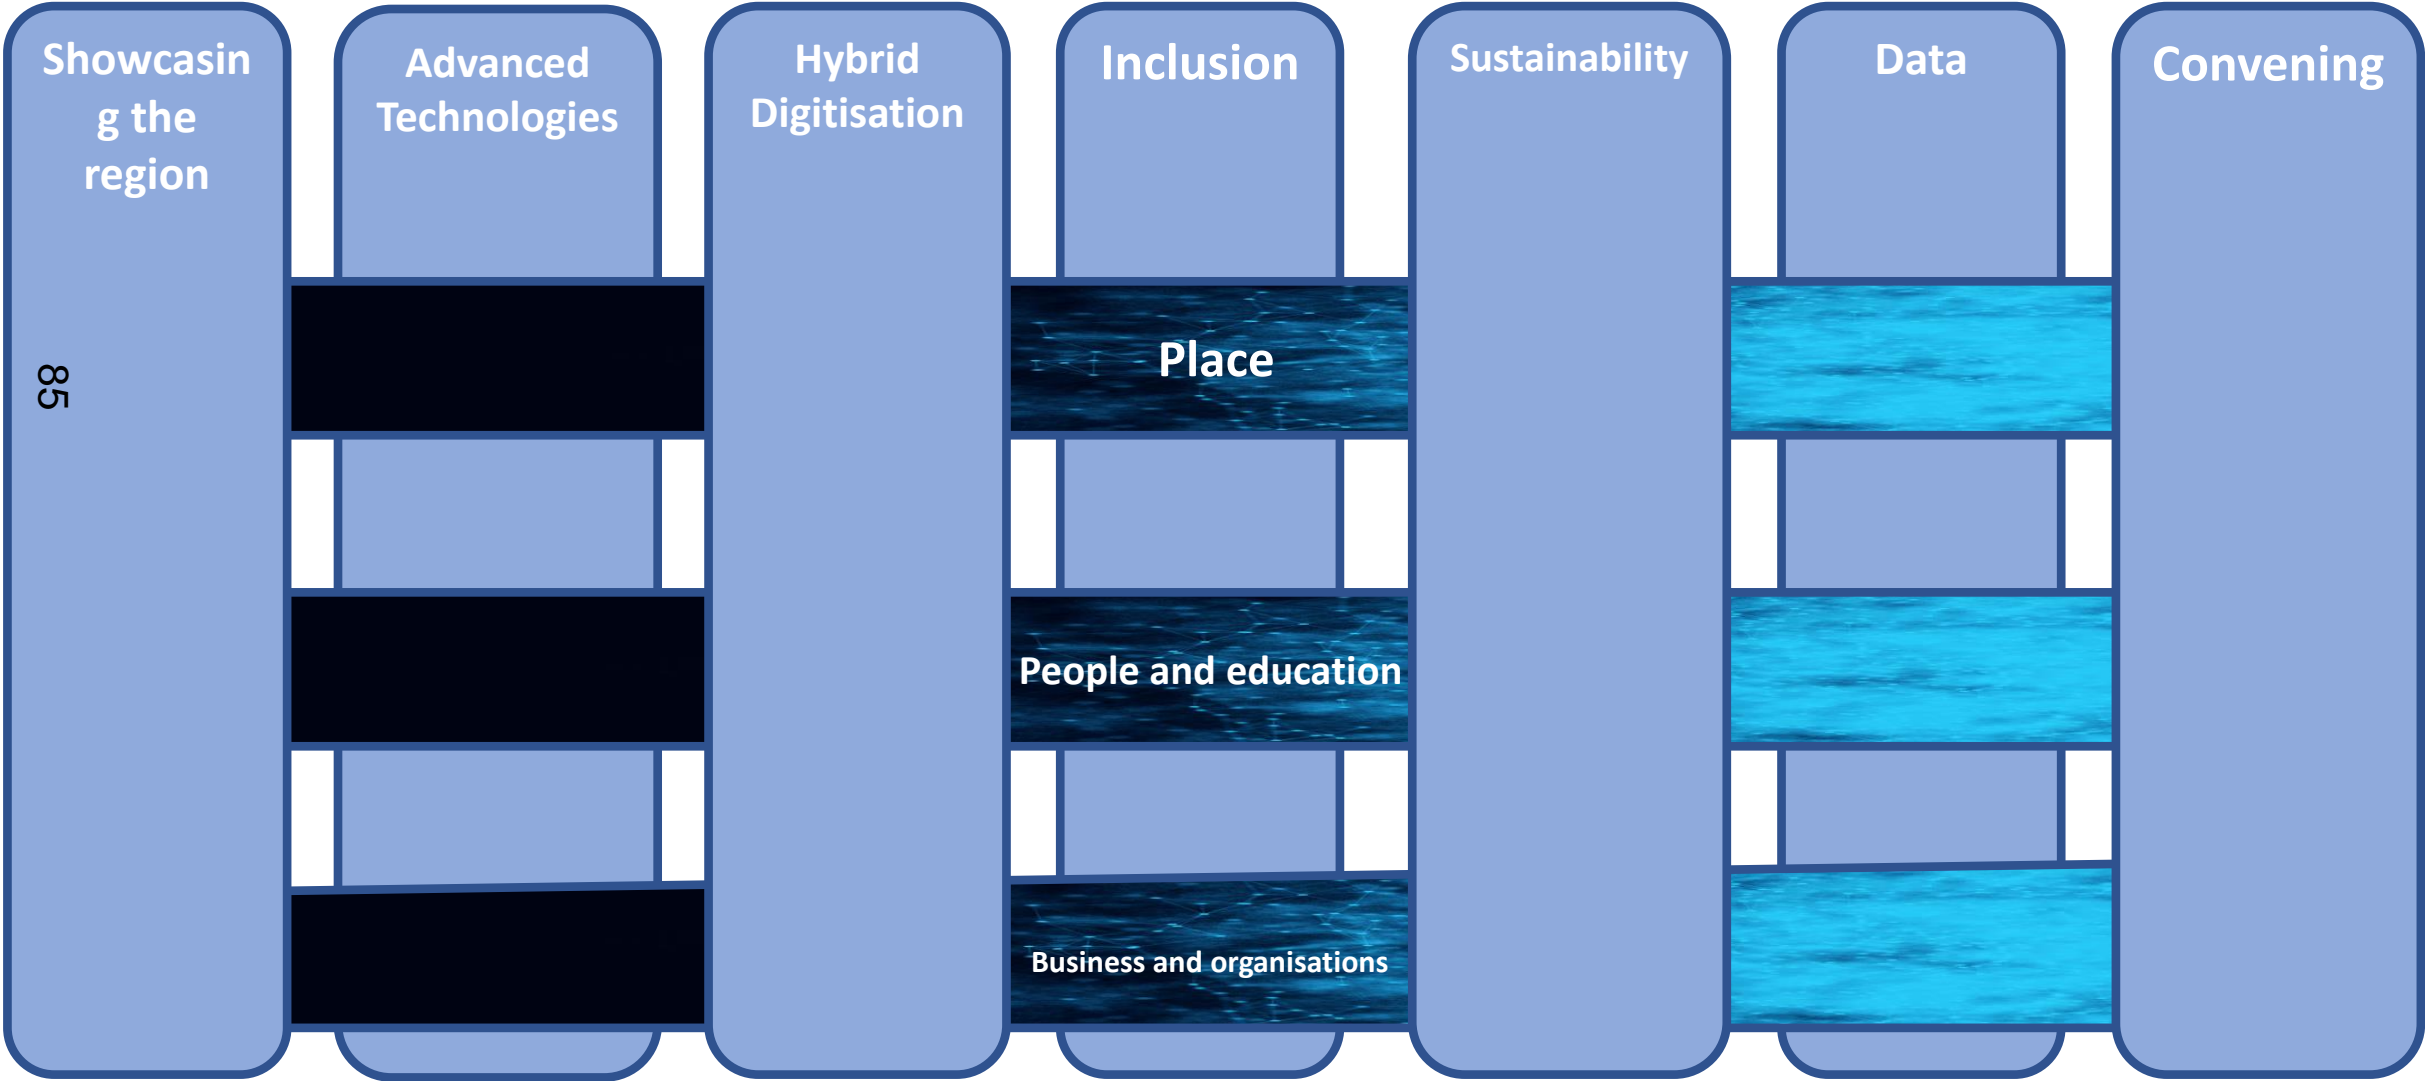 Showcasin
g the
region
Advanced
Technologies
Hybrid
Digitisation
Inclusion
Sustainability
Data
Convening
85
Place
People and education
Business and organisations